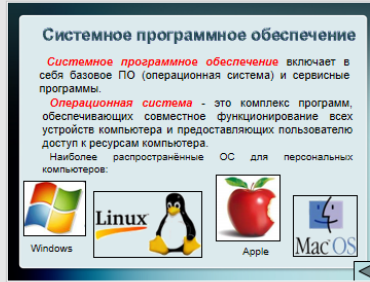 Системное программное обеспечение
Системное программное обеспечение включает в
себя базовое ПО (операционная система) и сервисные
программы.
Операционная система - это комплекс программ,
обеспечивающих совместное функционирование всех
устройств компьютера и предоставляющих пользователю
доступ к ресурсам компьютера.
Наиболее распространённые ОС для персональных
компьютеров:
Linux
Mac OS
Windows
Apple